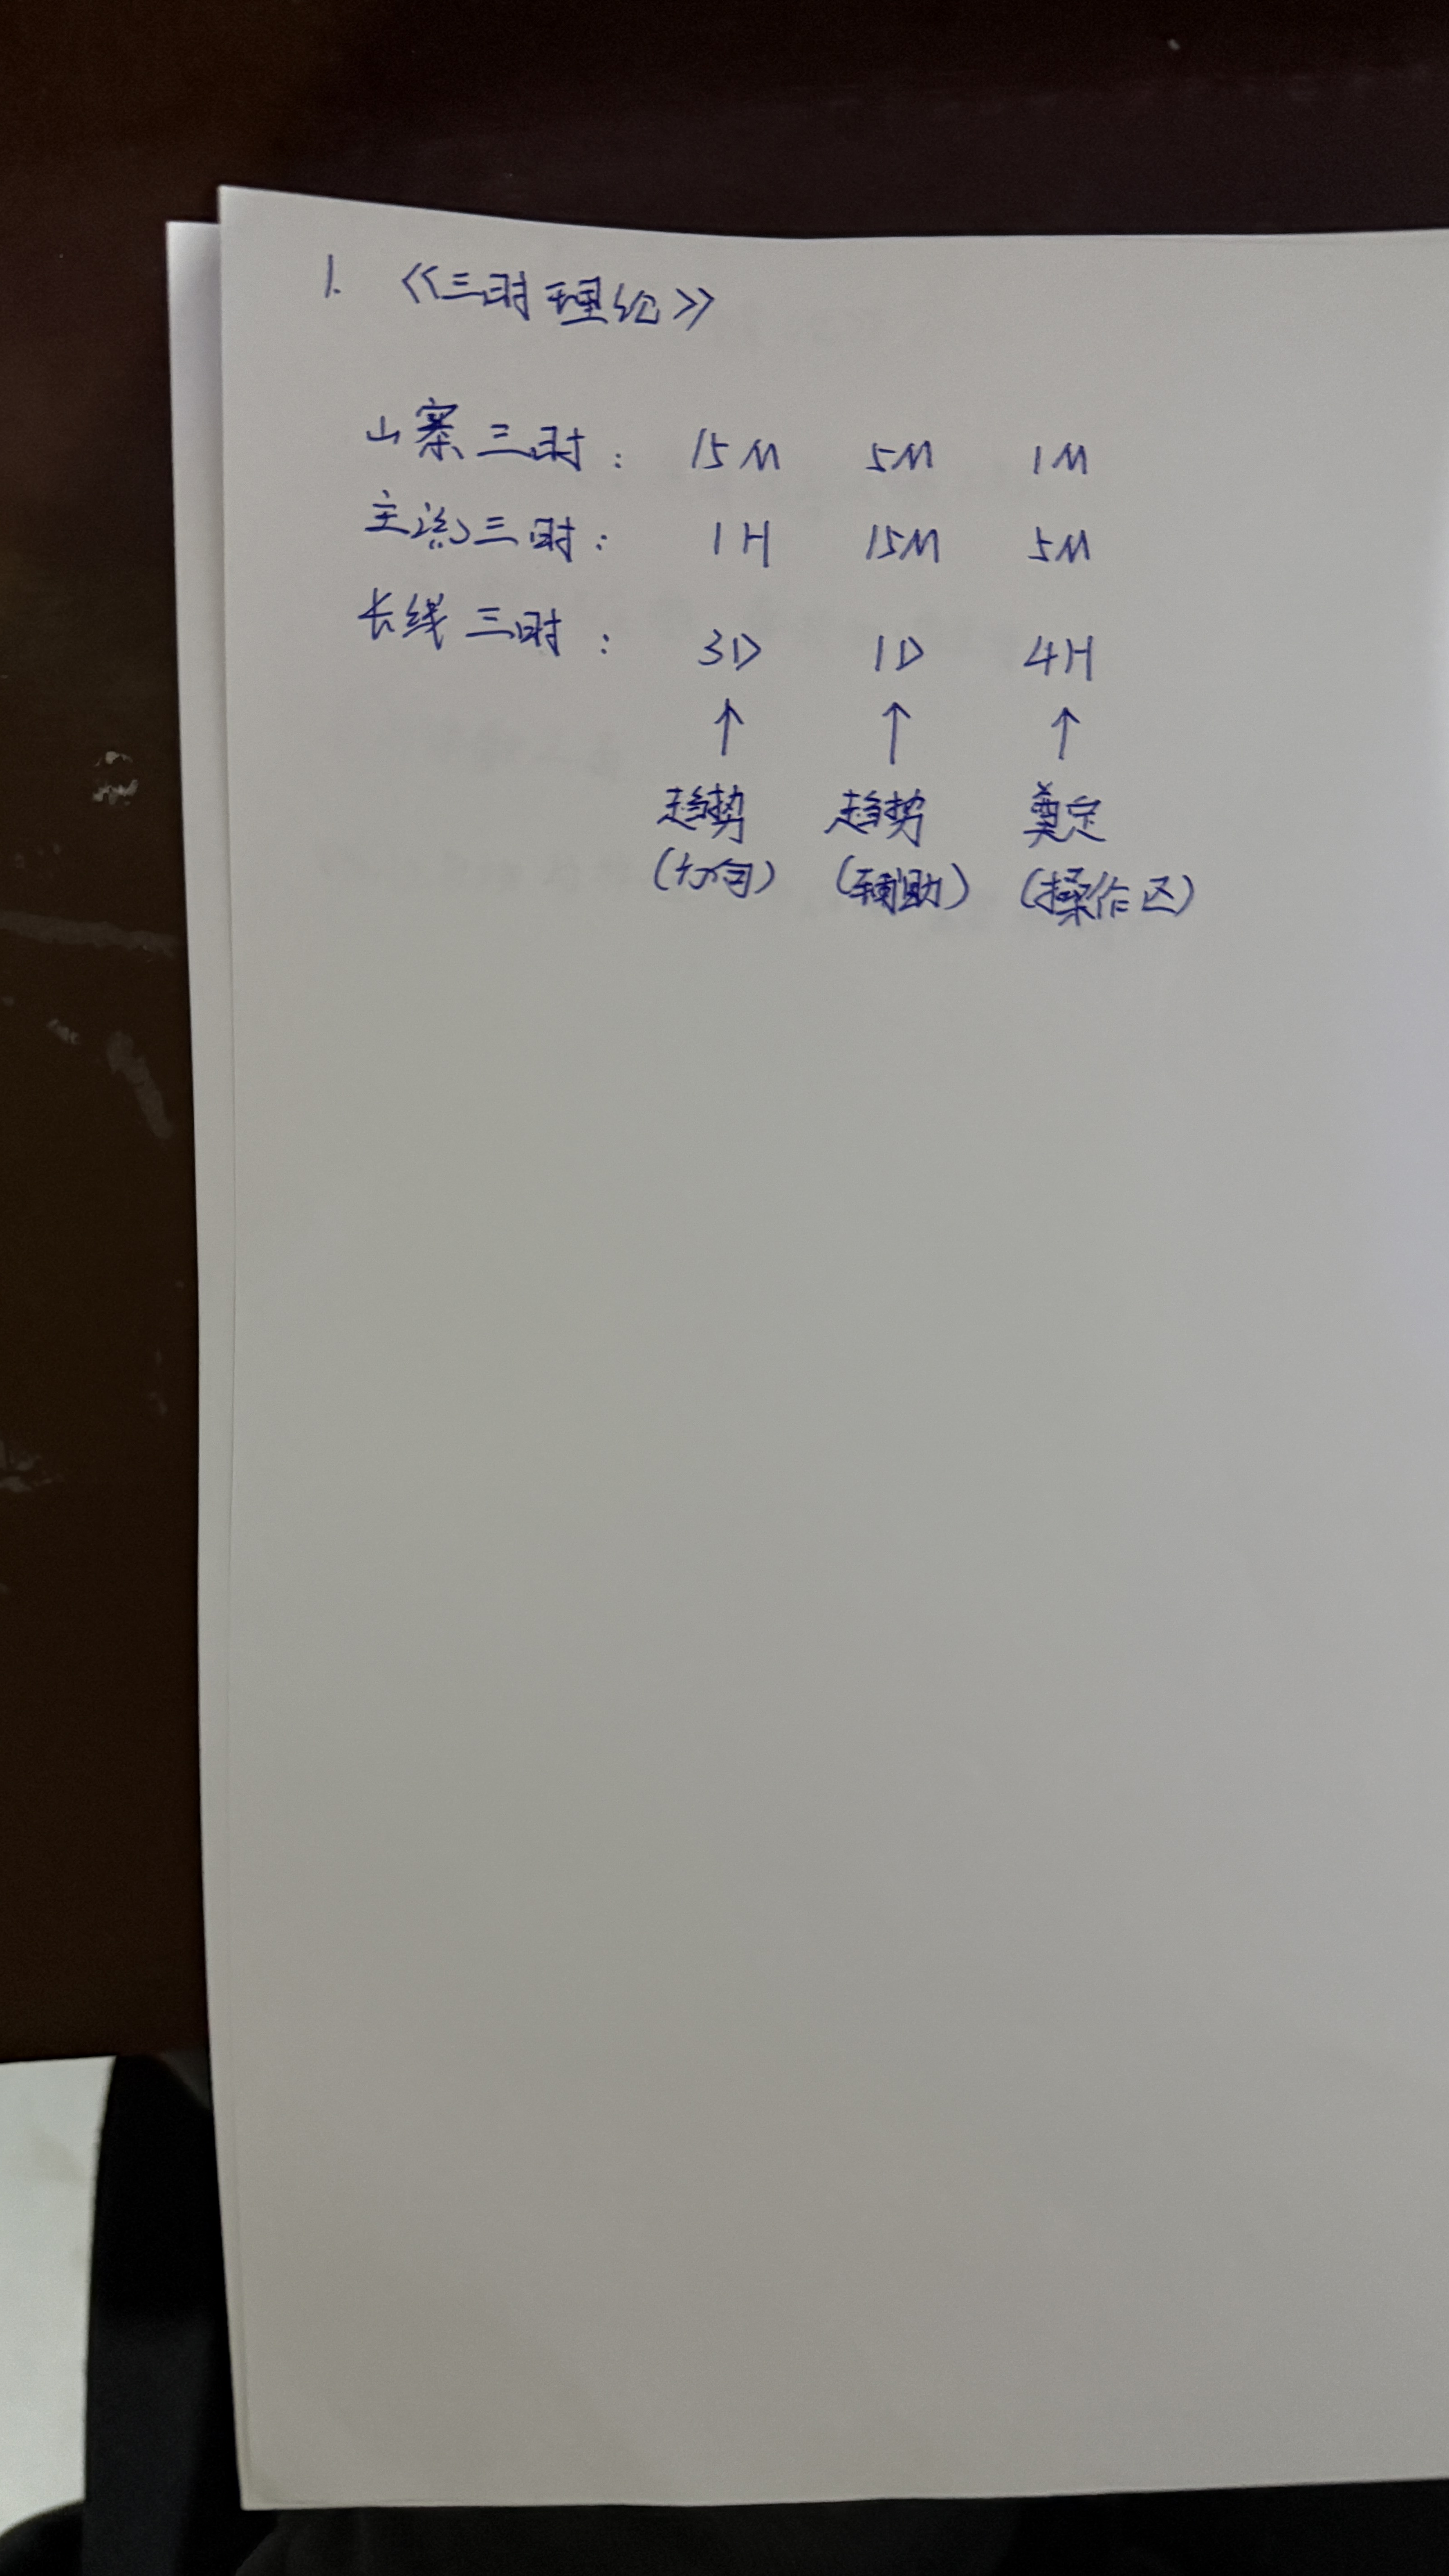 1. 《三时理论》
山寨三时： 15M 5M 1M
主流三时： 1H 15M 5M
长线三时： 3D 1D 4H
↑ ↑ ↑
趋势 趋势 奠定
(方向) (辅助) (操作区)